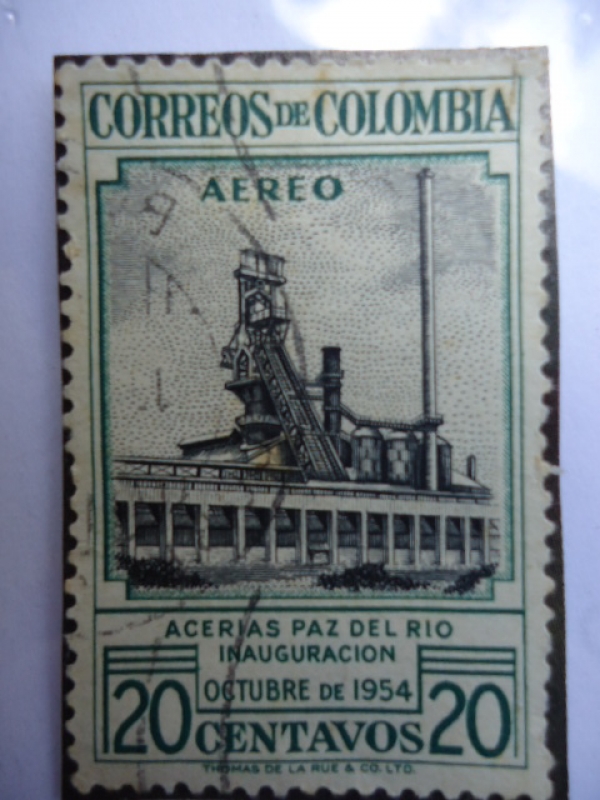 CORREOS DE COLOMBIA
AEREO
ACERIAS PAZ DEL RIO
INAUGURACION
OCTUBRE DE 1954
20 CENTAVOS 20
THOMAS DE LA RUE & CO. LTD.